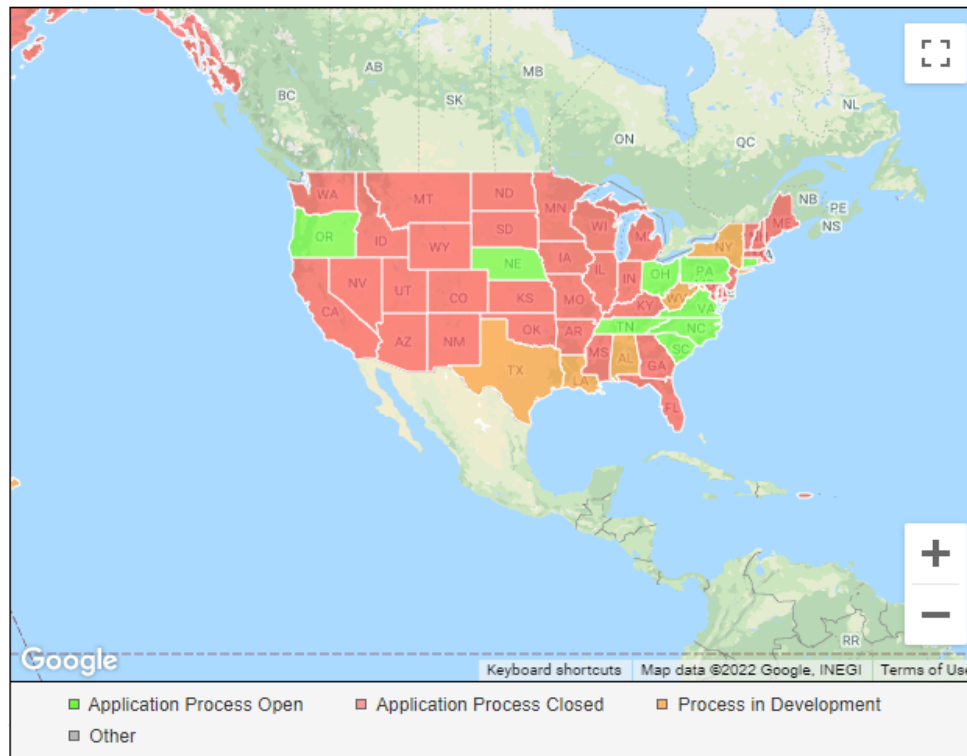 AB
MB
BC
SK
NL
ON
QC
NB
PE
NS
WA
MT
ND
MN
ME
OR
ID
SD
WI
MI
NY
WY
IA
NE
PA
NV
UT
CO
IL
IN
OH
KS
MO
KY
WV
VA
CA
AZ
NM
OK
AR
TN
NC
SC
TX
LA
MS
AL
GA
FL
RR
Google
Keyboard shortcuts
Map data ©2022 Google, INEGI
Terms of Use
Application Process Open
Application Process Closed
Process in Development
Other